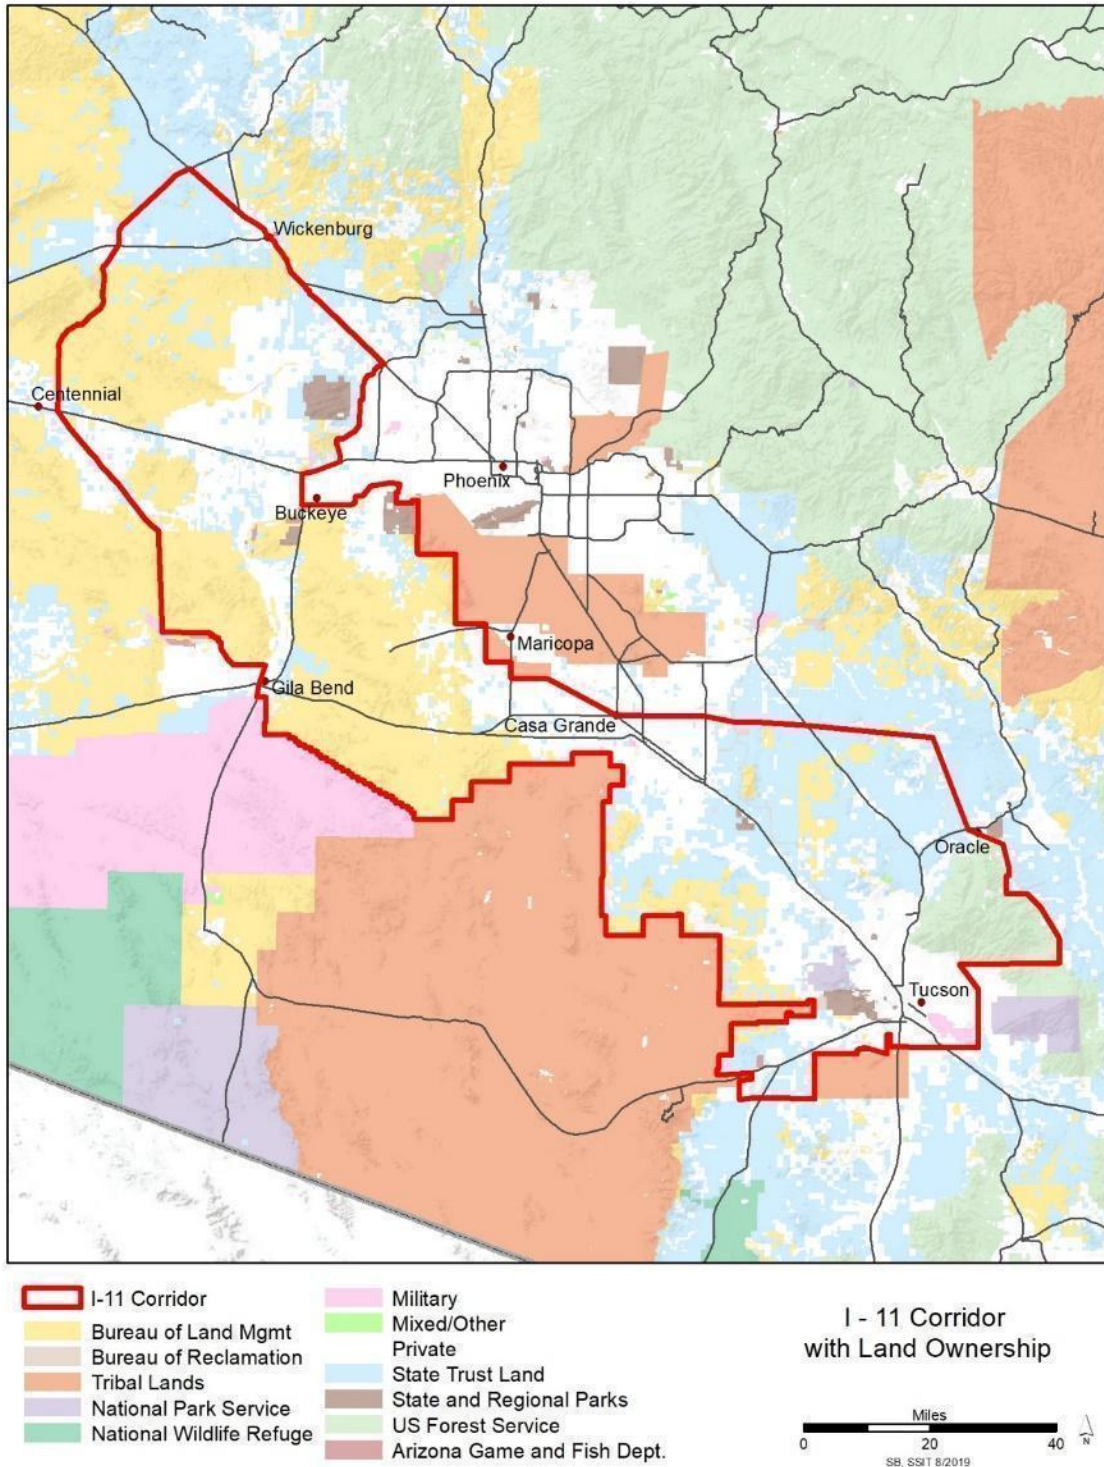 Wickenburg
Centennial
Phoenix
Buckeye
Maricopa
Gila Bend
Casa Grande
Oracle
Tucson
I-11 Corridor
Bureau of Land Mgmt
Bureau of Reclamation
Tribal Lands
National Park Service
National Wildlife Refuge
Military
Mixed/Other
Private
State Trust Land
State and Regional Parks
US Forest Service
Arizona Game and Fish Dept.
I - 11 Corridor
with Land Ownership
Miles
0 20 40
N
SB, SSIT 8/2019